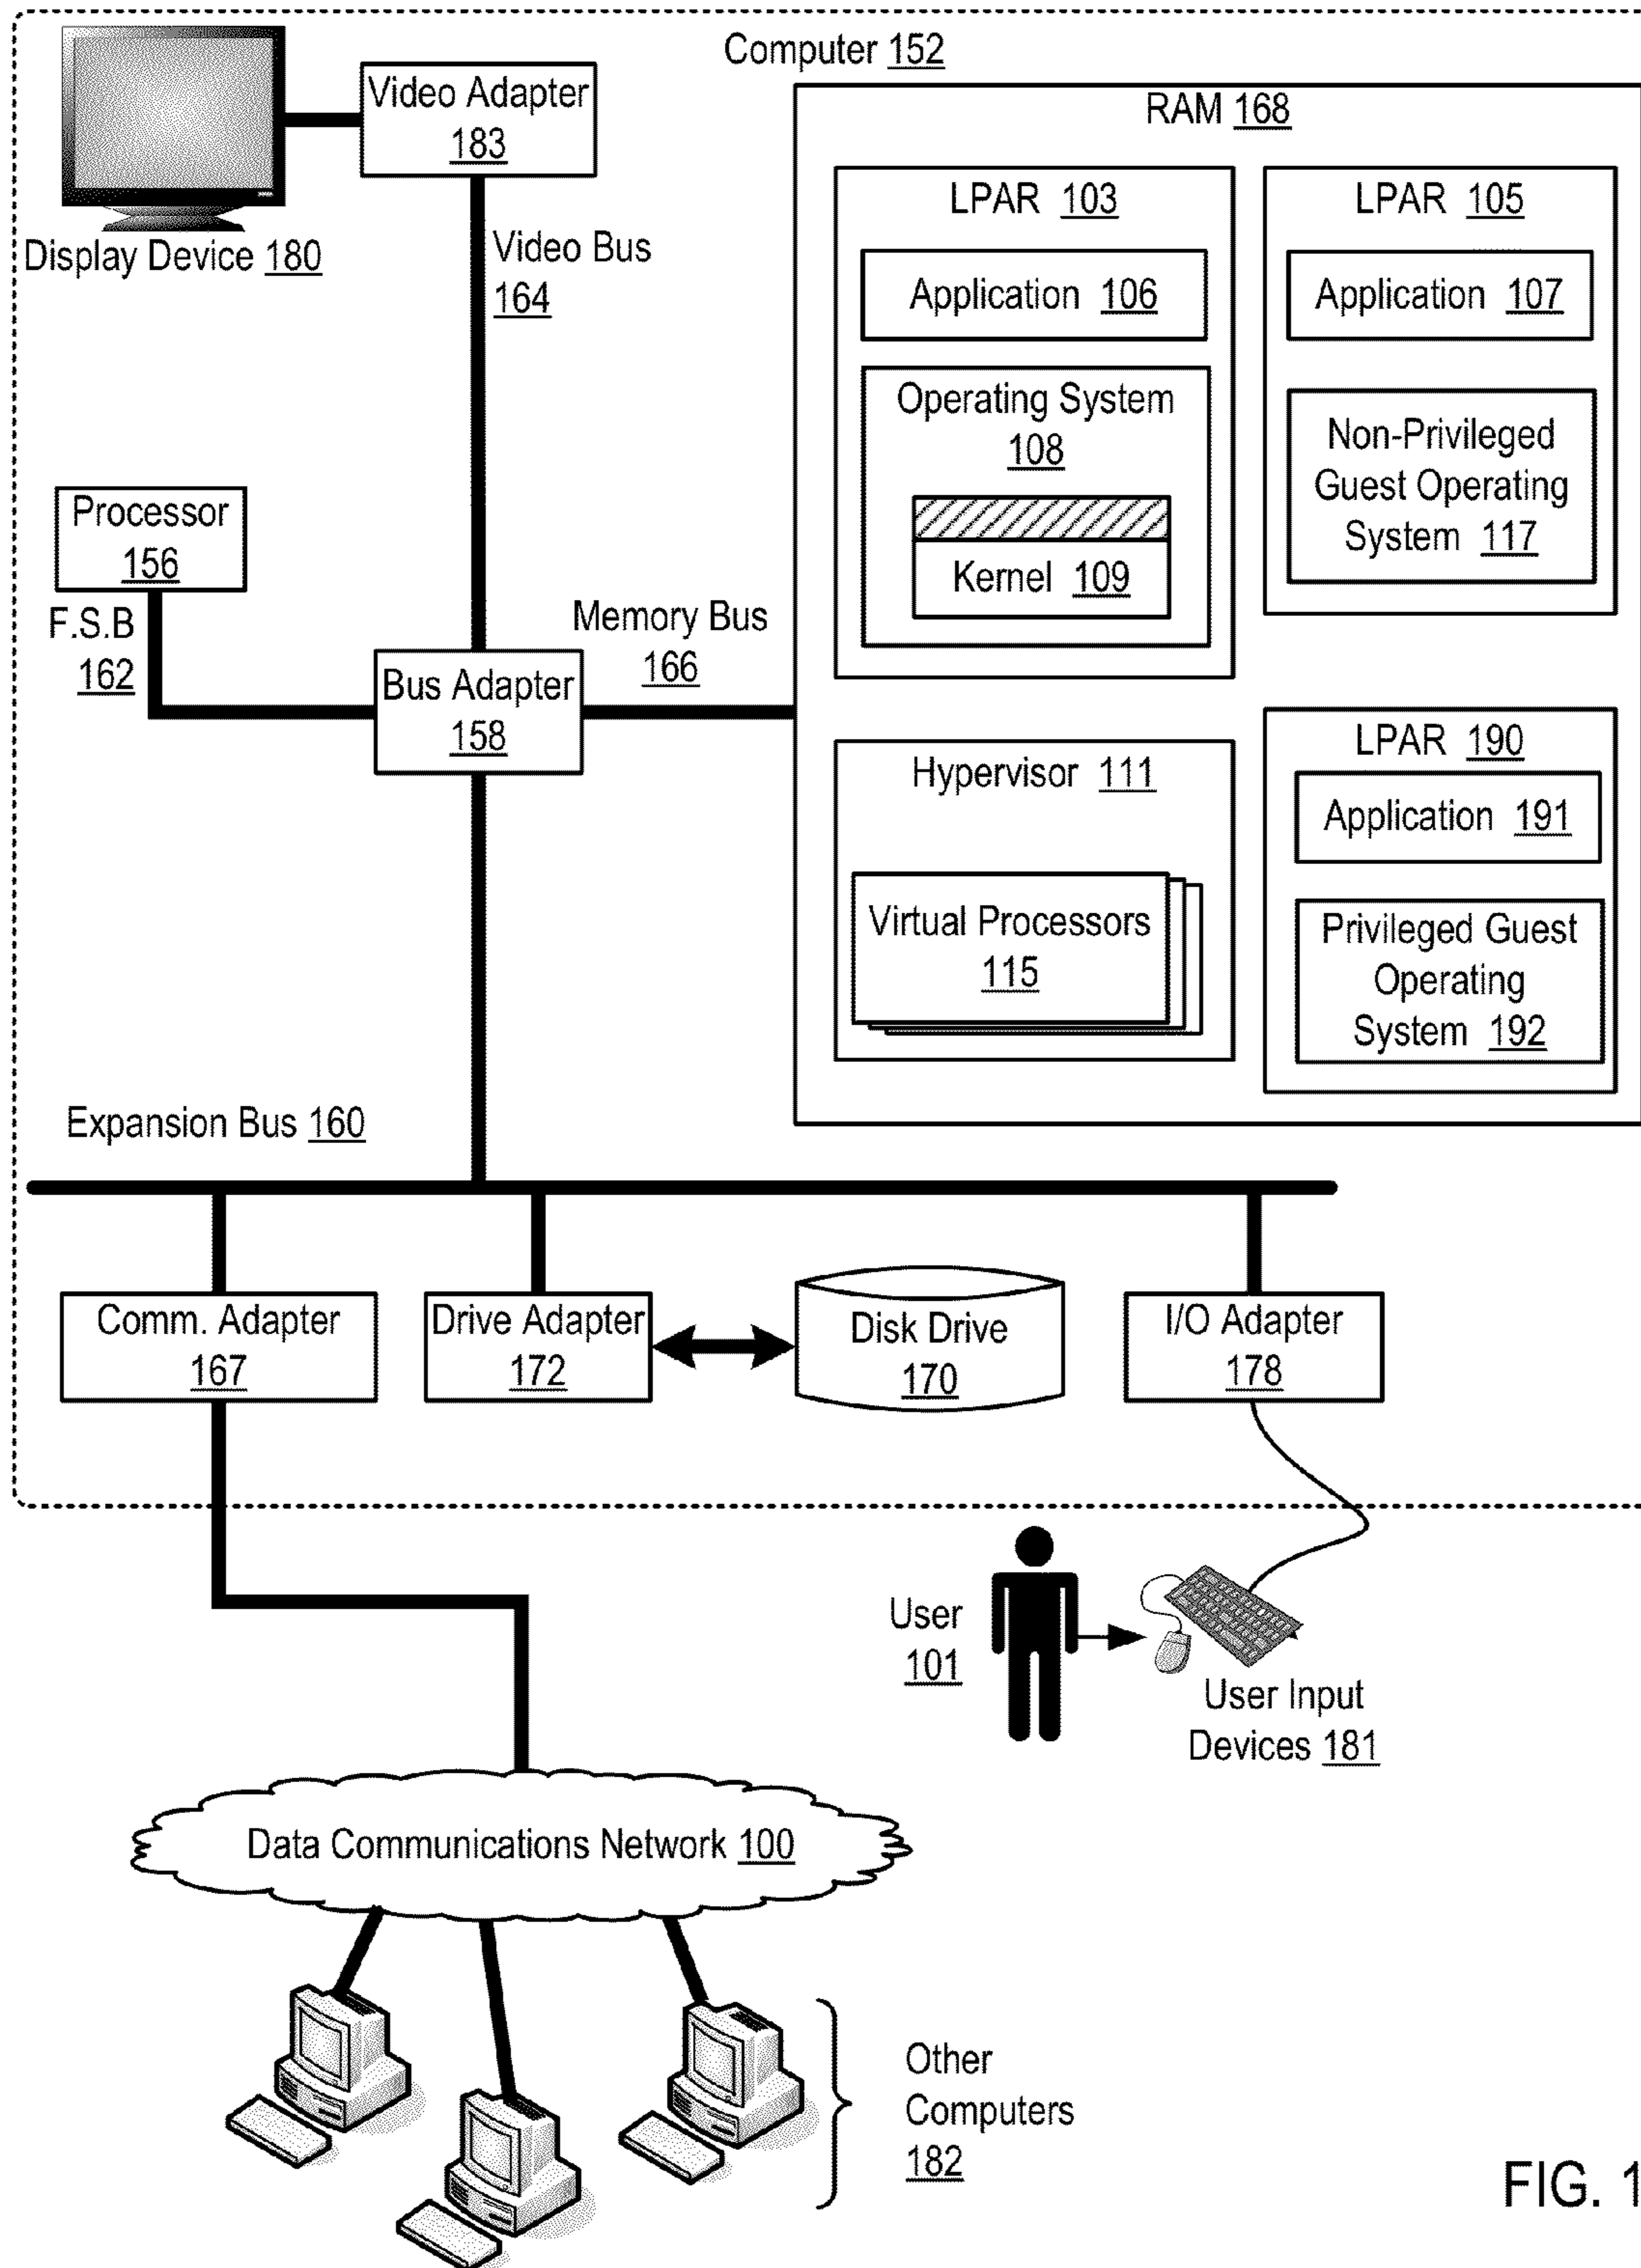 Computer 152
Video Adapter
183
Display Device 180
Video Bus
164
RAM 168
LPAR 103
Application 106
Operating System
108
Kernel 109
LPAR 105
Application 107
Non-Privileged
Guest Operating
System 117
Processor
156
F.S.B
162
Bus Adapter
158
Memory Bus
166
Hypervisor 111
Virtual Processors
115
LPAR 190
Application 191
Privileged Guest
Operating
System 192
Expansion Bus 160
Comm. Adapter
167
Drive Adapter
172
Disk Drive
170
I/O Adapter
178
User
101
User Input
Devices 181
Data Communications Network 100
Other
Computers
182
FIG. 1